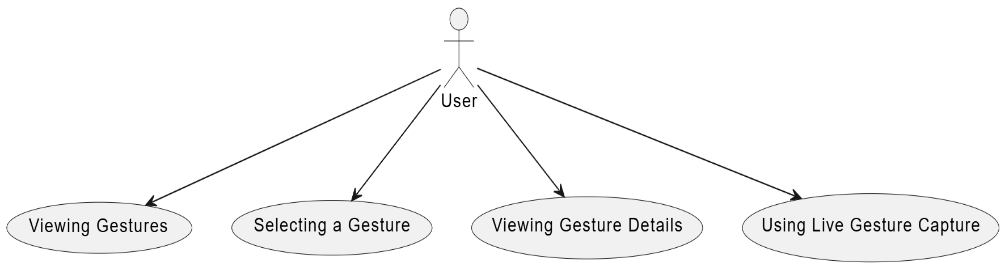 User
Viewing Gestures
Selecting a Gesture
Viewing Gesture Details
Using Live Gesture Capture